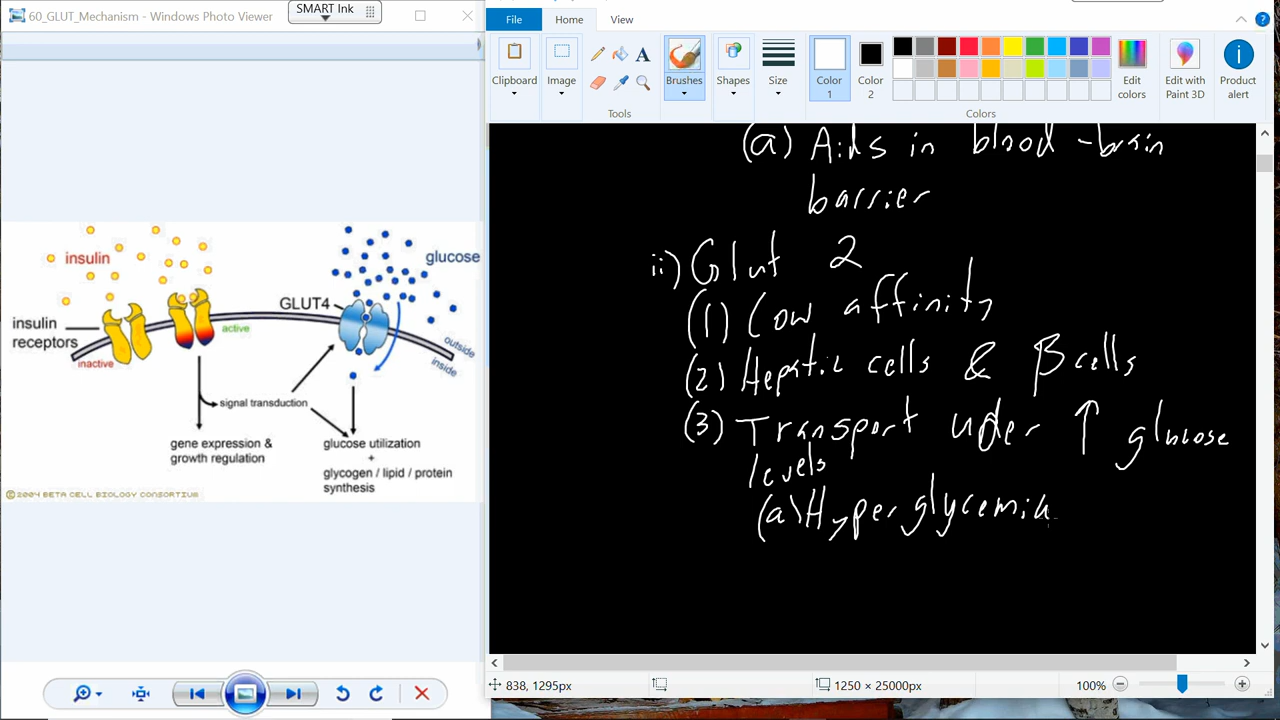 60_GLUT_Mechanism - Windows Photo Viewer
SMART Ink
File
Home
View
Clipboard
Image
Tools
Brushes
Shapes
Size
Color 1
Color 2
Edit colors
Edit with Paint 3D
Product alert
Colors
insulin
glucose
GLUT4
insulin receptors
active
inactive
outside
inside
signal transduction
gene expression &
growth regulation
glucose utilization
+
glycogen / lipid / protein
synthesis
©2004 BETA CELL BIOLOGY CONSORTIUM
(a) Aids in blood-brain
barrier
ii) Glut 2
(1) Low affinity
(2) Hepatic cells & β cells
(3) Transport under ↑ glucose
levels
(a) Hyperglycemia
838, 1295px
1250 × 25000px
100%